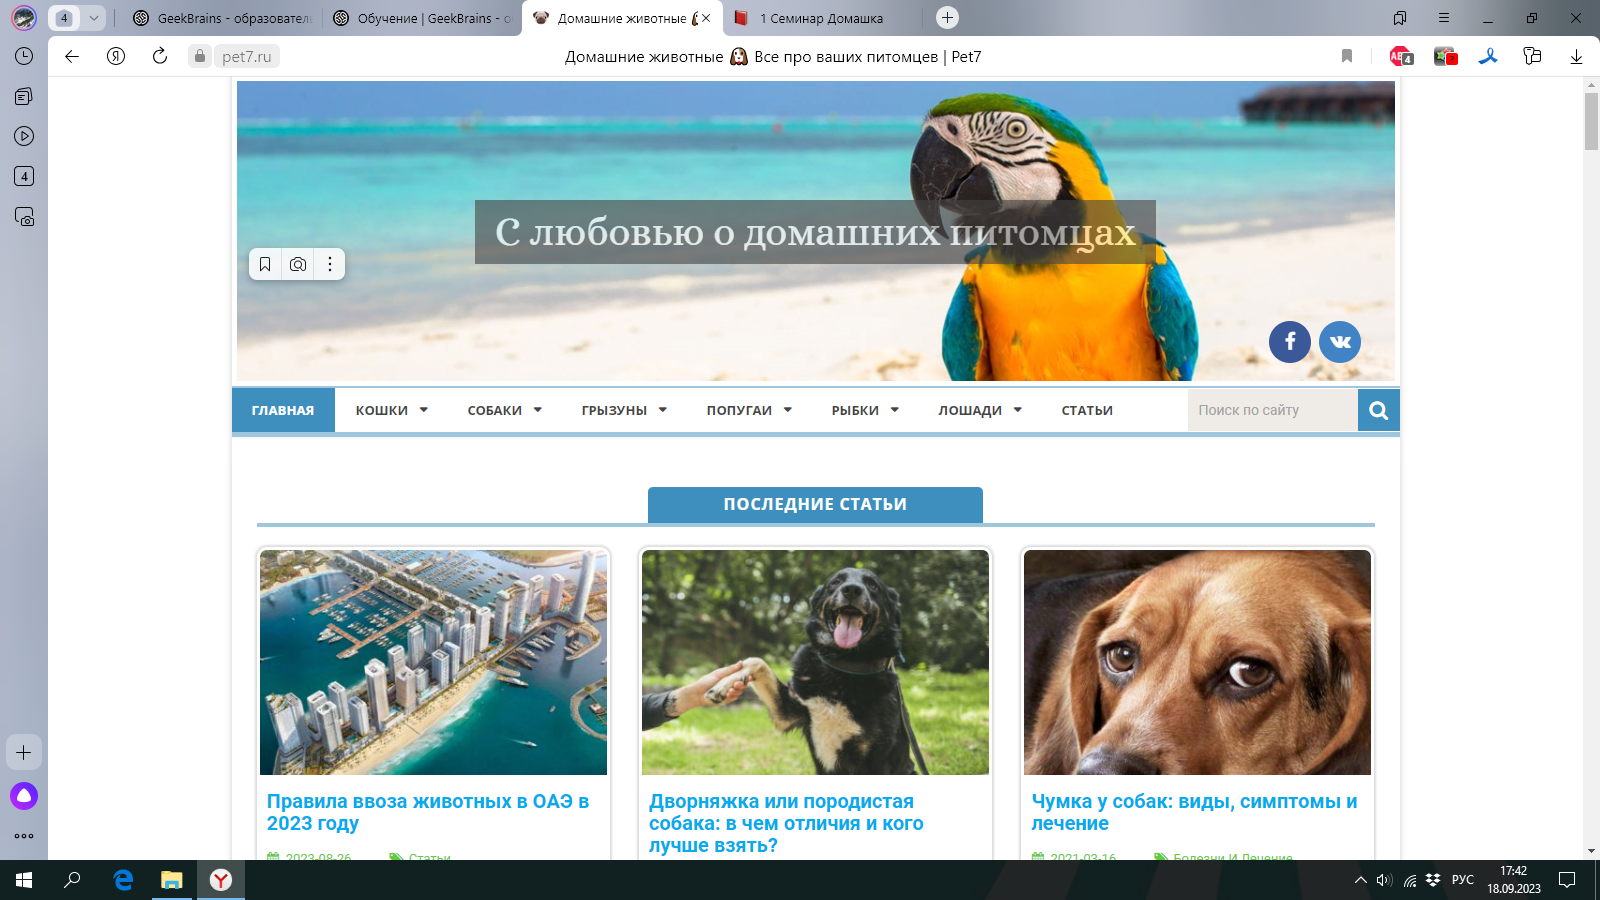 4
GeekBrains - образователь
Обучение | GeekBrains - о
Домашние животные
1 Семинар Домашка
pet7.ru
Домашние животные Все про ваших питомцев | Pet7
4
4
С любовью о домашних питомцах
ГЛАВНАЯ
КОШКИ
СОБАКИ
ГРЫЗУНЫ
ПОПУГАИ
РЫБКИ
ЛОШАДИ
СТАТЬИ
Поиск по сайту
ПОСЛЕДНИЕ СТАТЬИ
Правила ввоза животных в ОАЭ в
2023 году
2023-08-26
Статьи
Дворняжка или породистая
собака: в чем отличия и кого
лучше взять?
Чумка у собак: виды, симптомы и
лечение
2021-03-16
Болезни И Лечение
РУС
17:42
18.09.2023